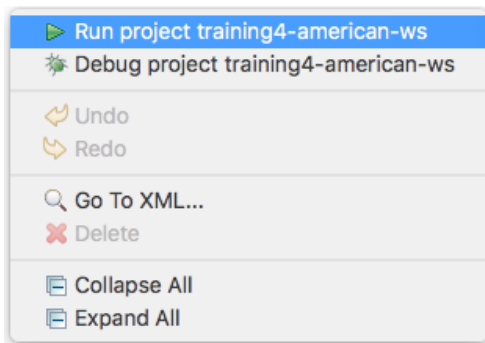 Run project training4-american-ws
Debug project training4-american-ws
Undo
Redo
Go To XML...
Delete
Collapse All
Expand All